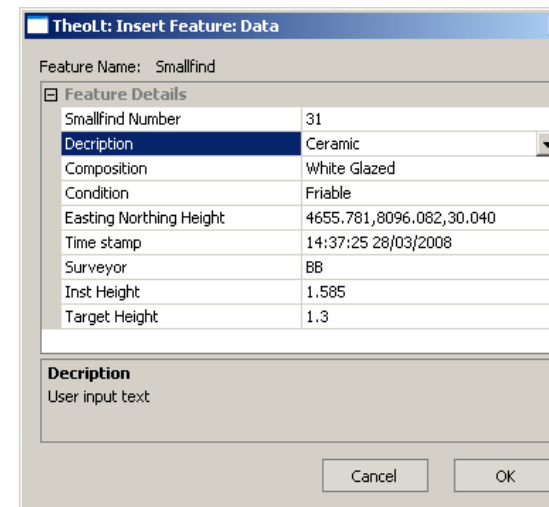 TheoLt: Insert Feature: Data
Feature Name: Smallfind
Feature Details
Smallfind Number 31
Decription Ceramic
Composition White Glazed
Condition Friable
Easting Northing Height 4655.781,8096.082,30.040
Time stamp 14:37:25 28/03/2008
Surveyor BB
Inst Height 1.585
Target Height 1.3
Decription
User input text
Cancel OK